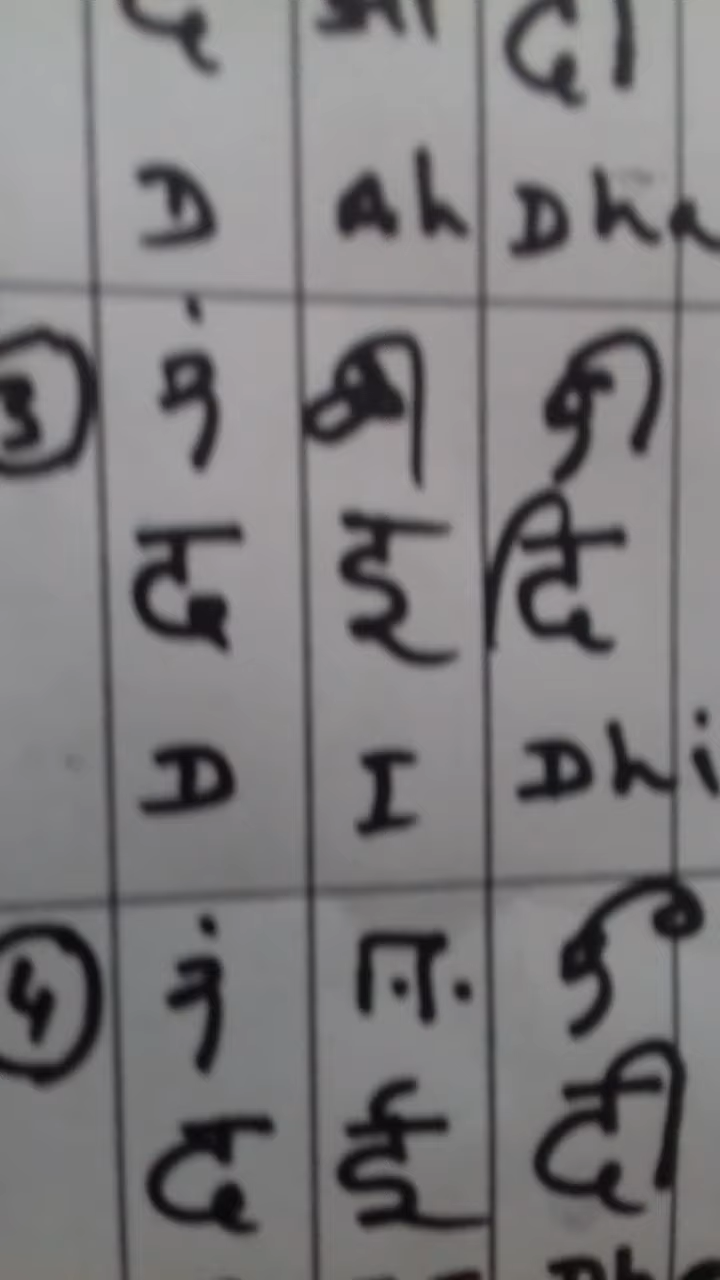 द आ दा
D Ah Dha
3 த் இ தி
द इ दि
D I Dhi
4 த் ஈ தீ
द ई दी